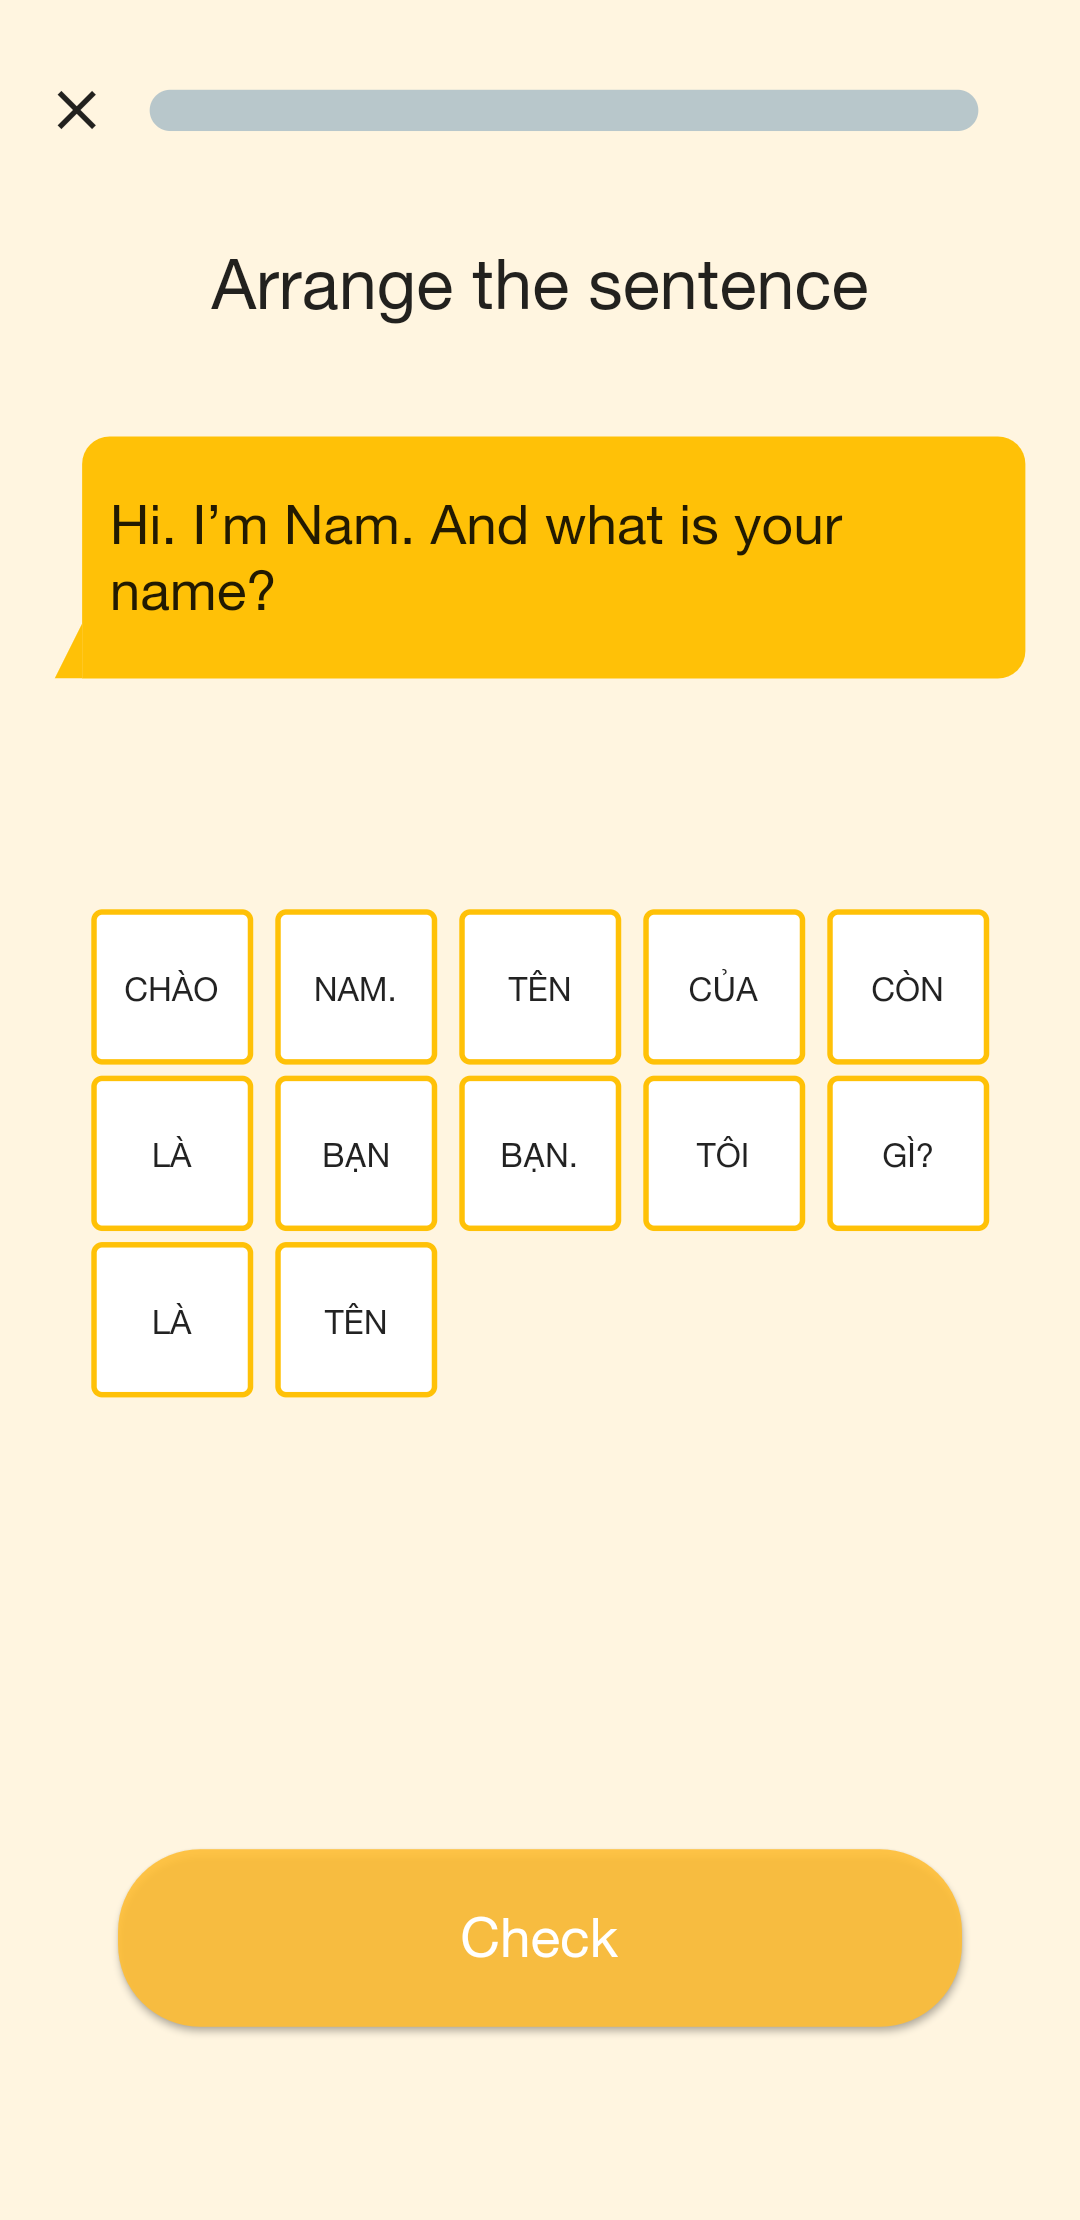 Arrange the sentence
Hi. I’m Nam. And what is your
name?
CHÀO NAM. TÊN CỦA CÒN
LÀ BẠN BẠN. TÔI GÌ?
LÀ TÊN
Check